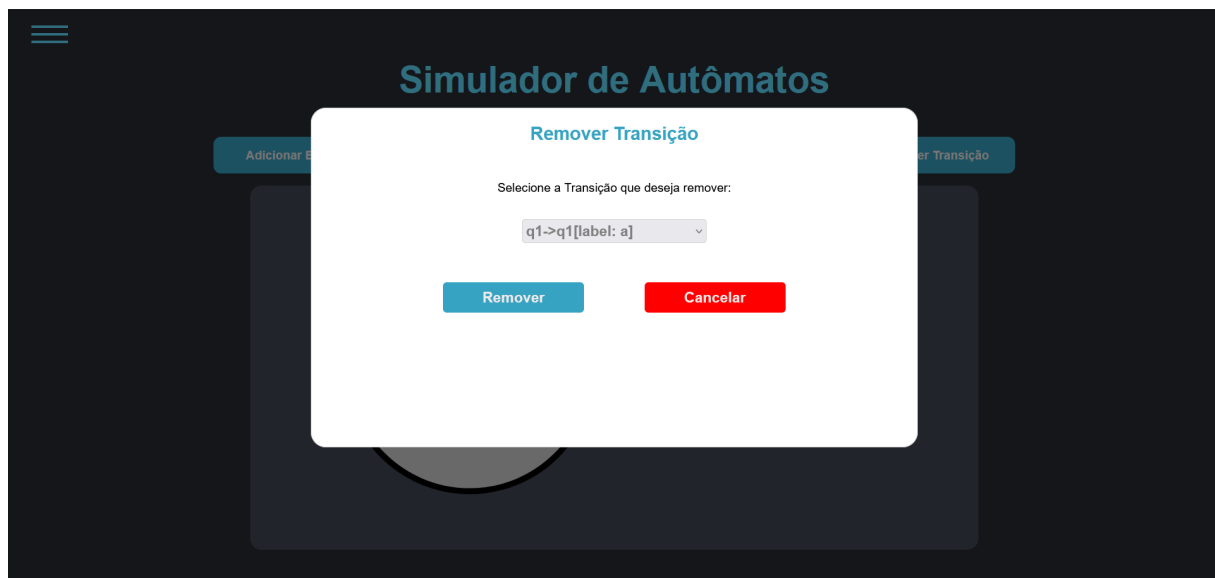 Simulador de Autômatos
Remover Transição
Adicionar E
er Transição
Selecione a Transição que deseja remover:
q1->q1[label: a]
Remover
Cancelar